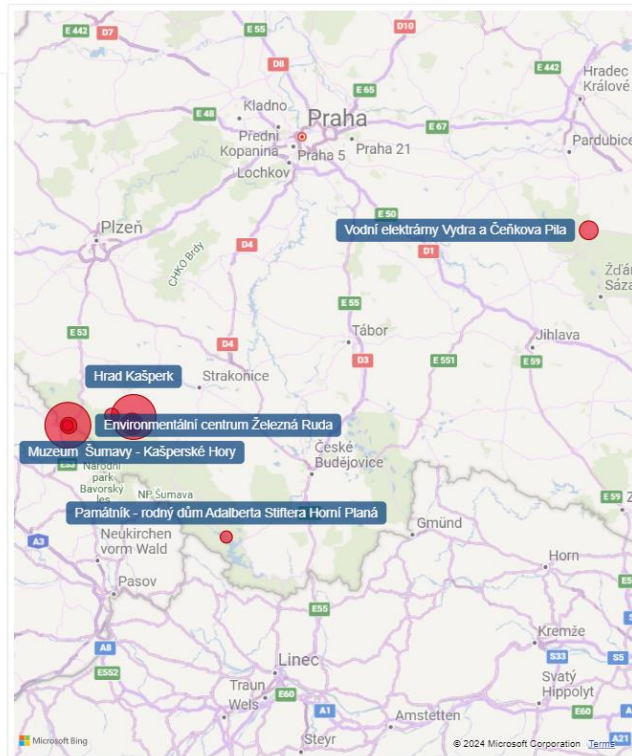 E 442
D7
E 55
D10
D8
E 65
E 442
Hradec
Králové
Kladno
E 48
Praha
E 67
Přední
Kopanina
Praha 5
Praha 21
Pardubice
Lochkov
E 50
Plzeň
Vodní elektrárny Vydra a Čeňkova Pila
D4
D1
CHKO Brdy
Žďár
Sáza
E 55
E 53
Tábor
Jihlava
D4
D3
E 551
E 59
Hrad Kašperk
Strakonice
Environmentální centrum Železná Ruda
Muzeum Šumavy - Kašperské Hory
České
Budějovice
E53
Národní
park
Bavorský
les
NP Šumava
E 59
Památník - rodný dům Adalberta Stiftera Horní Planá
Gmünd
A3
Neukirchen
vorm Wald
Horn
Pasov
E55
Kremže
A8
Linec
S33
S5
E552
Svatý
Hippolyt
Traun
E60
Wels
A1
E60
Amstetten
A21
Steyr
Microsoft Bing
© 2024 Microsoft Corporation Terms